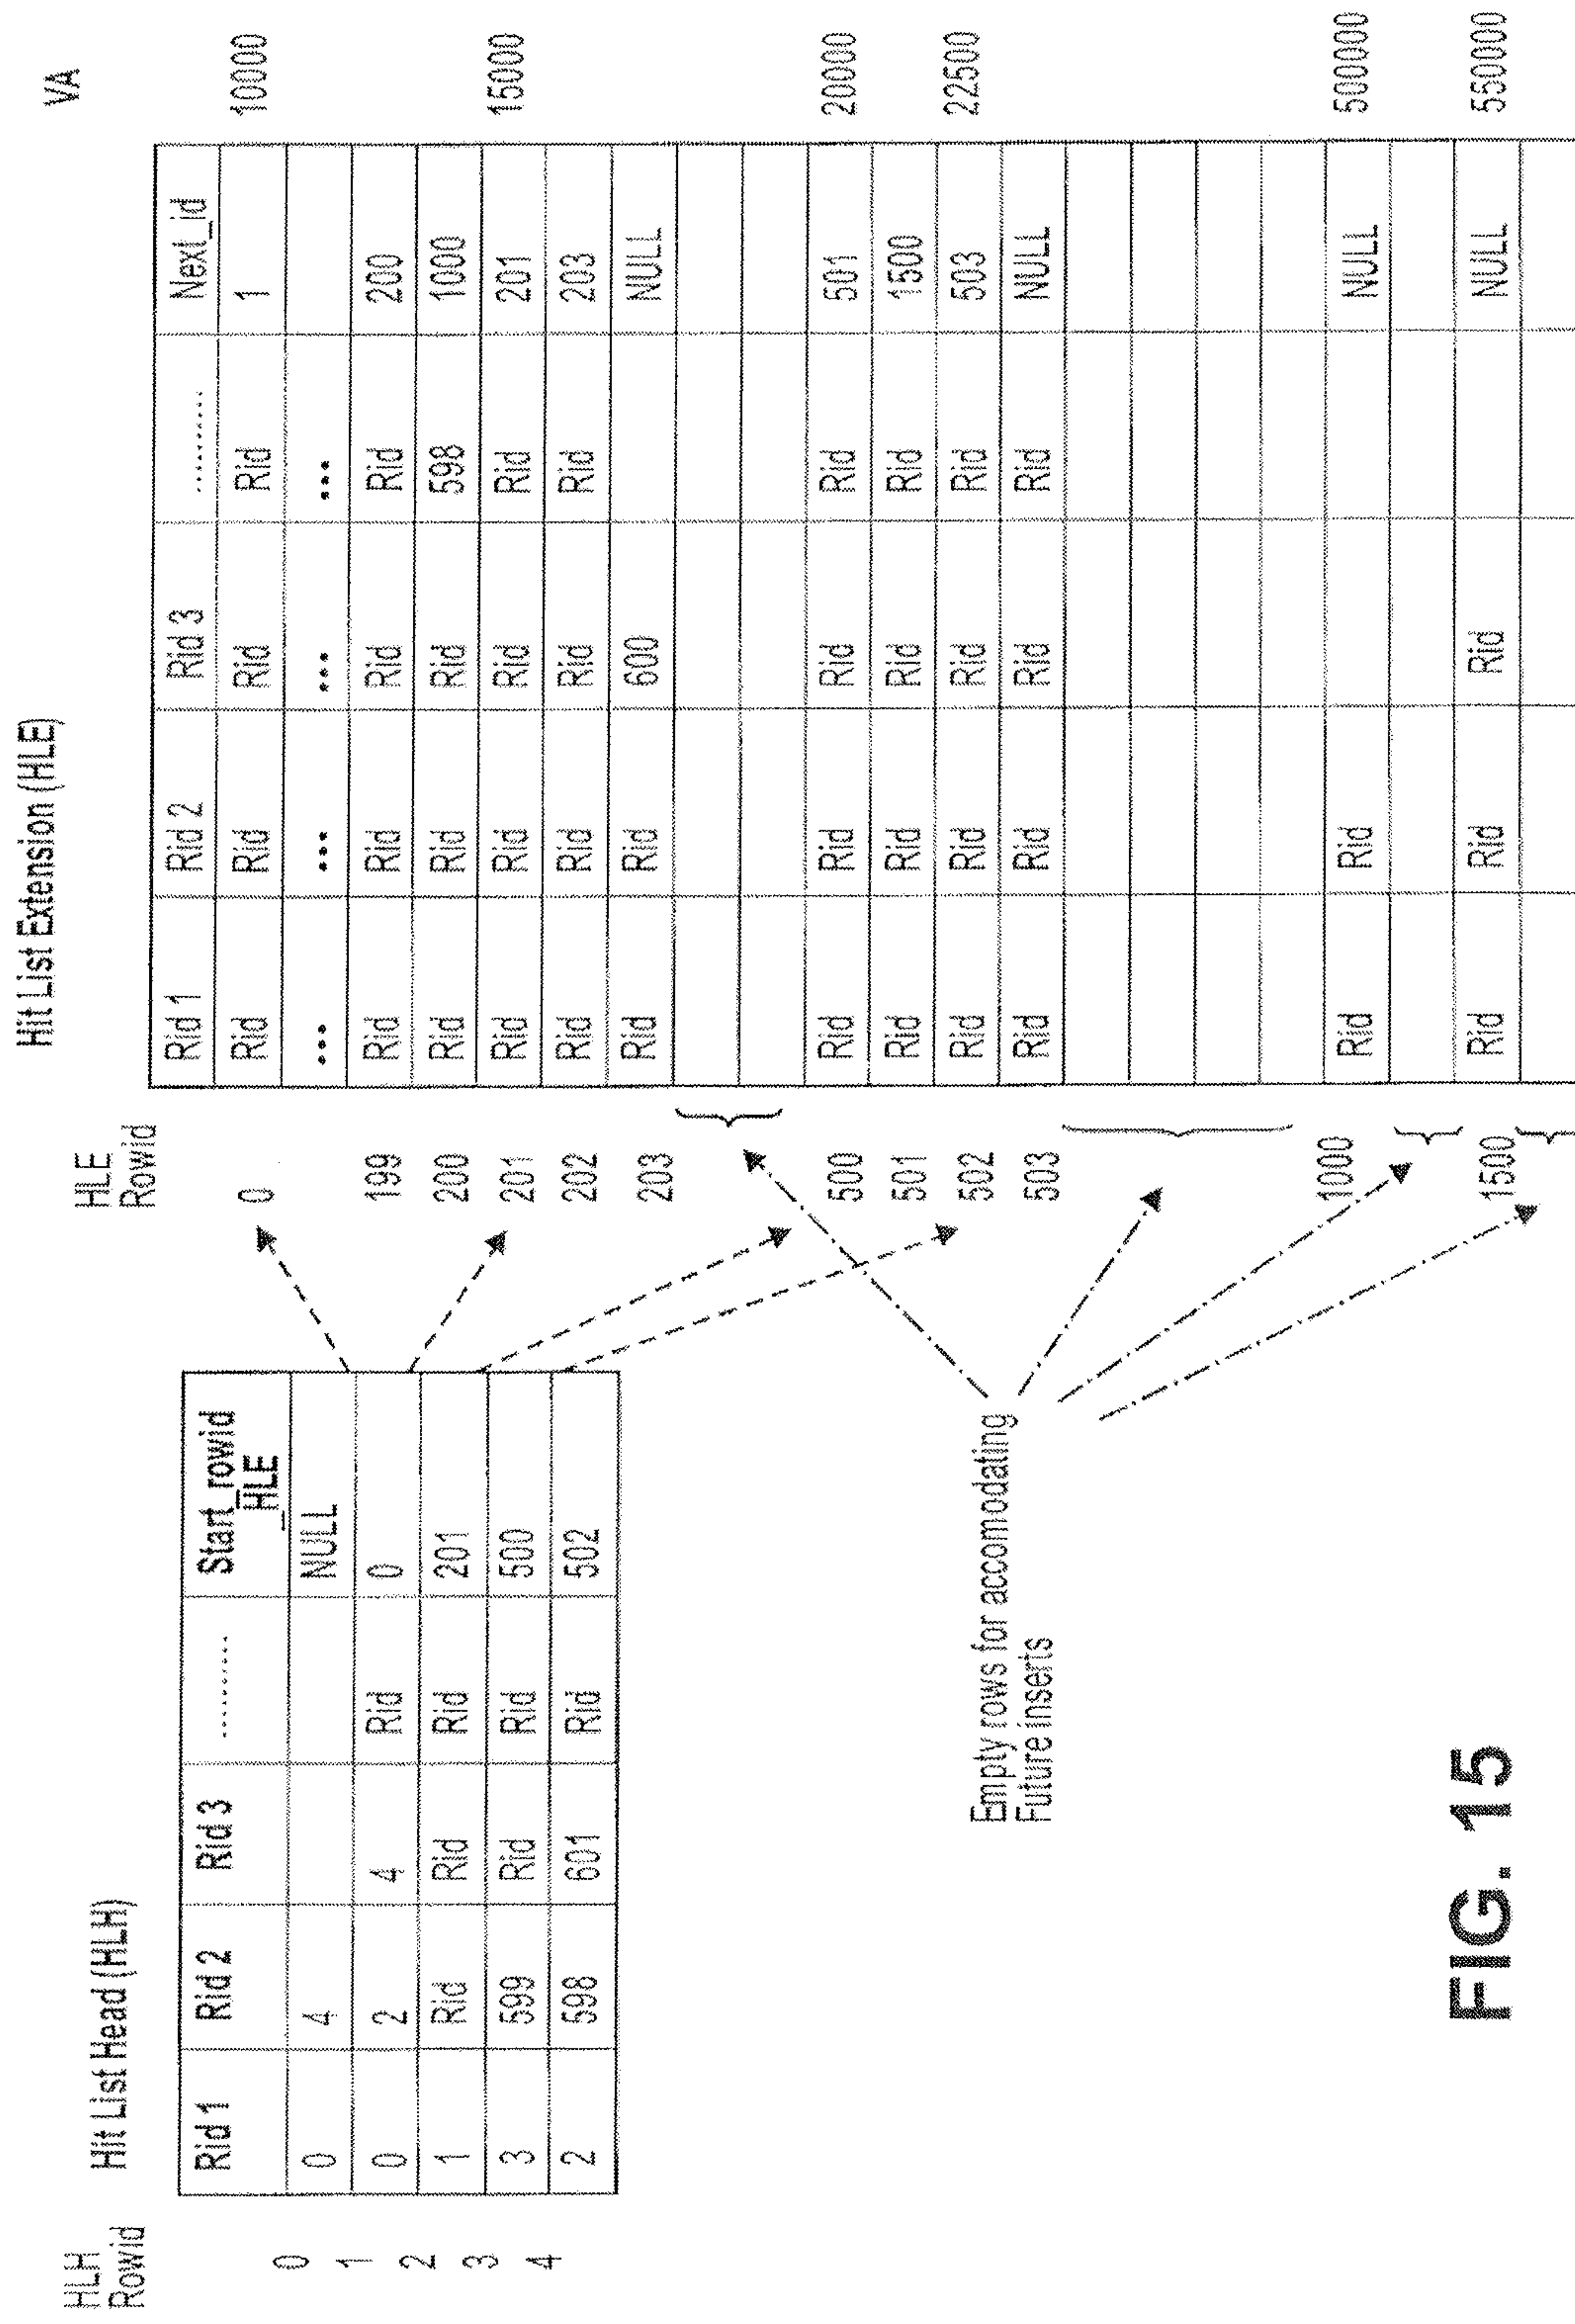 Hit List Head (HLH)
HLH
Rowid
Rid 1 Rid 2 Rid 3 .......... Start_rowid
_HLE
0 0 4 NULL
1 0 2 4 Rid 0
2 1 Rid Rid Rid 201
3 3 599 Rid Rid 500
4 2 598 601 Rid 502
Hit List Extension (HLE)
VA
HLE
Rowid
Rid 1 Rid 2 Rid 3 .......... Next_id
0 Rid Rid Rid Rid 1 10000
... ... ... ...
199 Rid Rid Rid Rid 200
200 Rid Rid Rid 598 1000
201 Rid Rid Rid Rid 201 15000
202 Rid Rid Rid Rid 203
203 Rid Rid 600 NULL
500 Rid Rid Rid Rid 501 20000
501 Rid Rid Rid Rid 1500
502 Rid Rid Rid Rid 503 22500
503 Rid Rid Rid Rid NULL
1000 Rid Rid NULL 500000
1500 Rid Rid Rid NULL 550000
Empty rows for accomodating
Future inserts
FIG. 15